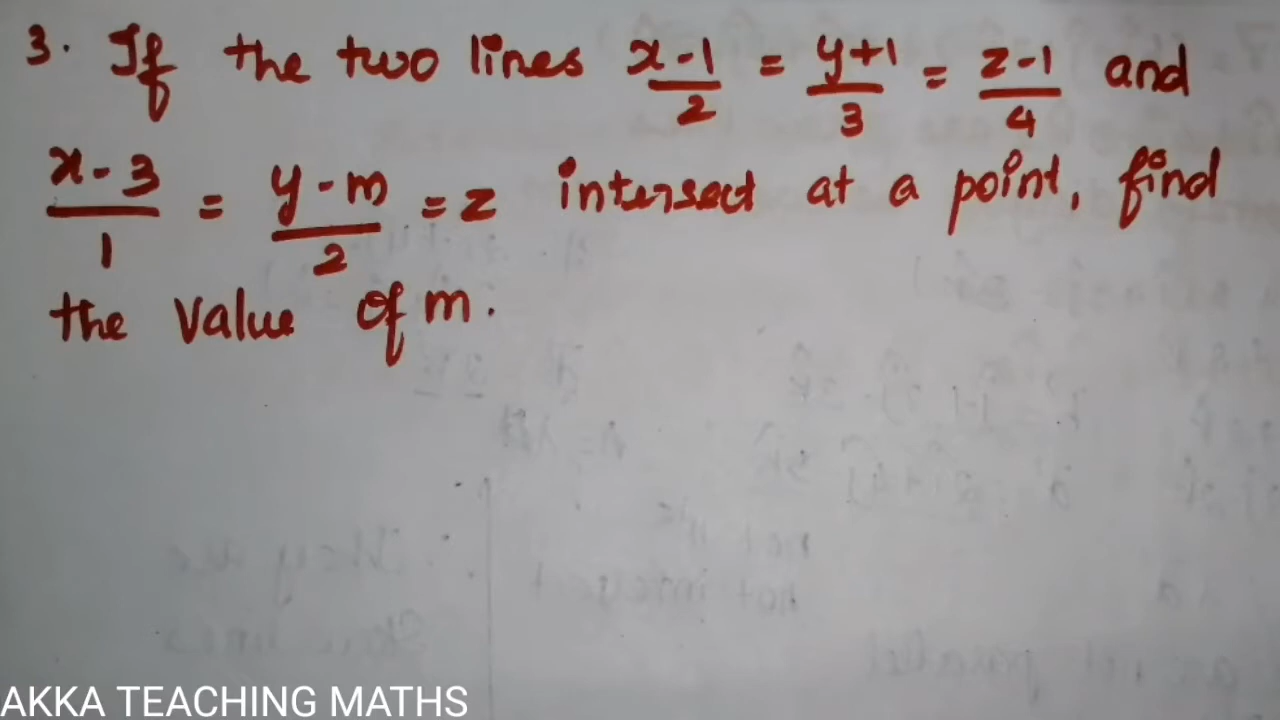 3. If the two lines x-1/2 = y+1/3 = z-1/4 and
x-3/1 = y-m/2 = z intersect at a point, find
the value of m.
AKKA TEACHING MATHS